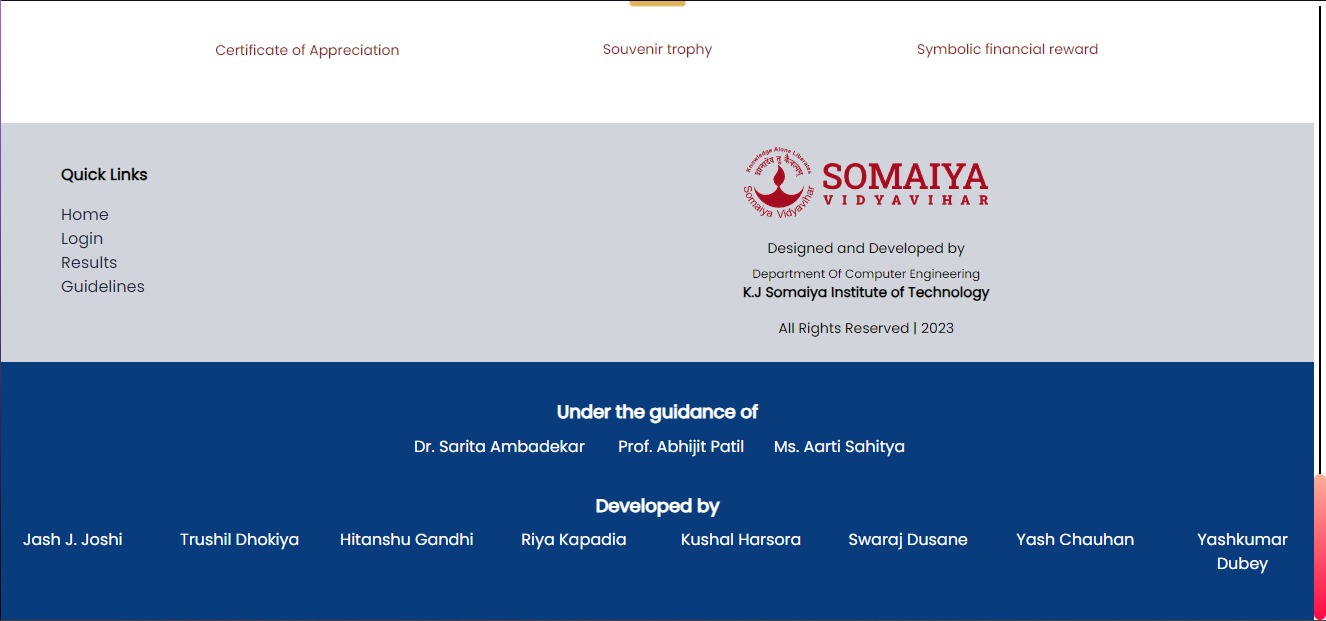 Certificate of Appreciation
Souvenir trophy
Symbolic financial reward
Quick Links
Home
Login
Results
Guidelines
Knowledge Alone Liberates
ज्ञानादेव तु कैवल्यम्
Somaiya Vidyavihar
SOMAIYA
VIDYAVIHAR
Designed and Developed by
Department Of Computer Engineering
K.J Somaiya Institute of Technology
All Rights Reserved | 2023
Under the guidance of
Dr. Sarita Ambadekar
Prof. Abhijit Patil
Ms. Aarti Sahitya
Developed by
Jash J. Joshi
Trushil Dhokiya
Hitanshu Gandhi
Riya Kapadia
Kushal Harsora
Swaraj Dusane
Yash Chauhan
Yashkumar
Dubey